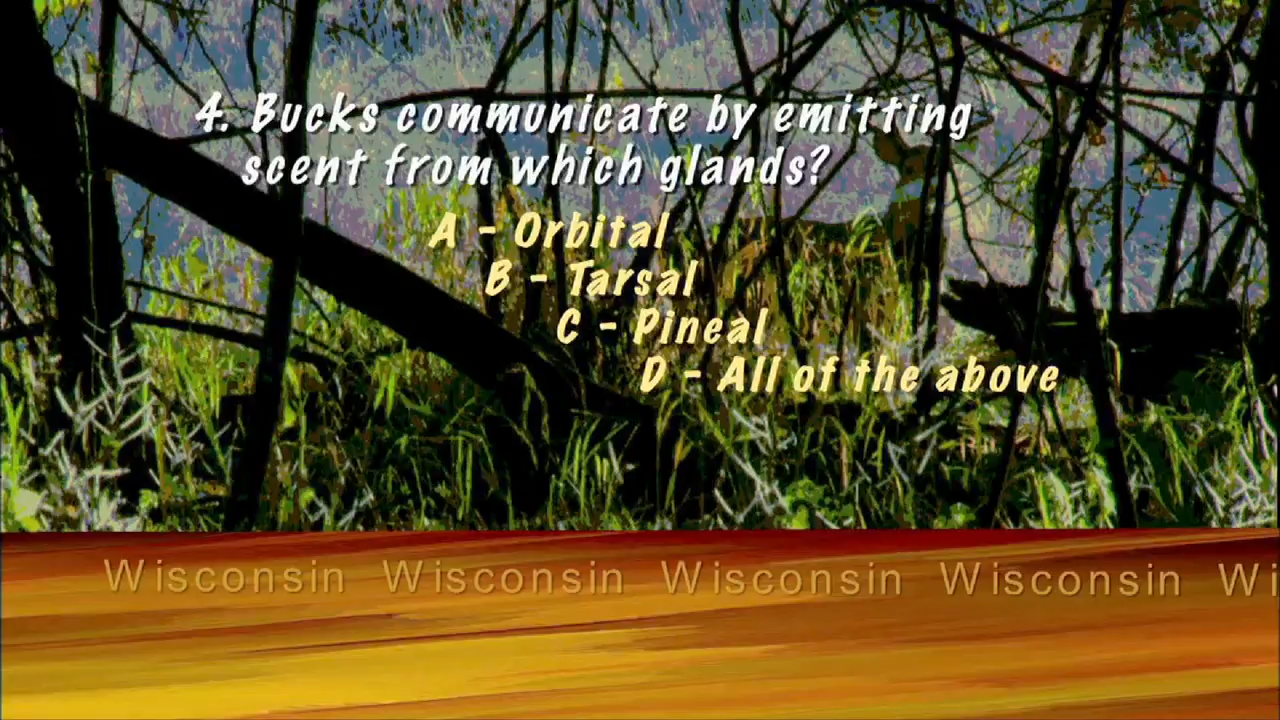 4. Bucks communicate by emitting
scent from which glands?
A - Orbital
B - Tarsal
C - Pineal
D - All of the above
Wisconsin Wisconsin Wisconsin Wisconsin Wi